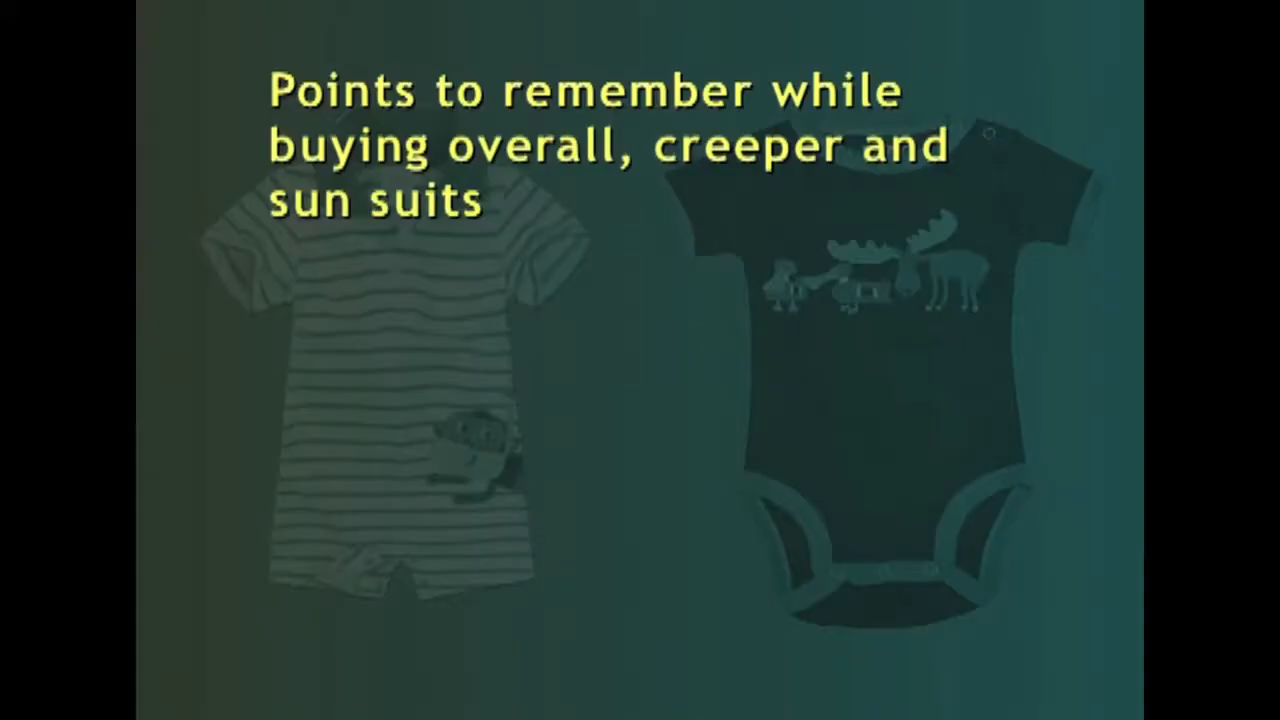 Points to remember while
buying overall, creeper and
sun suits